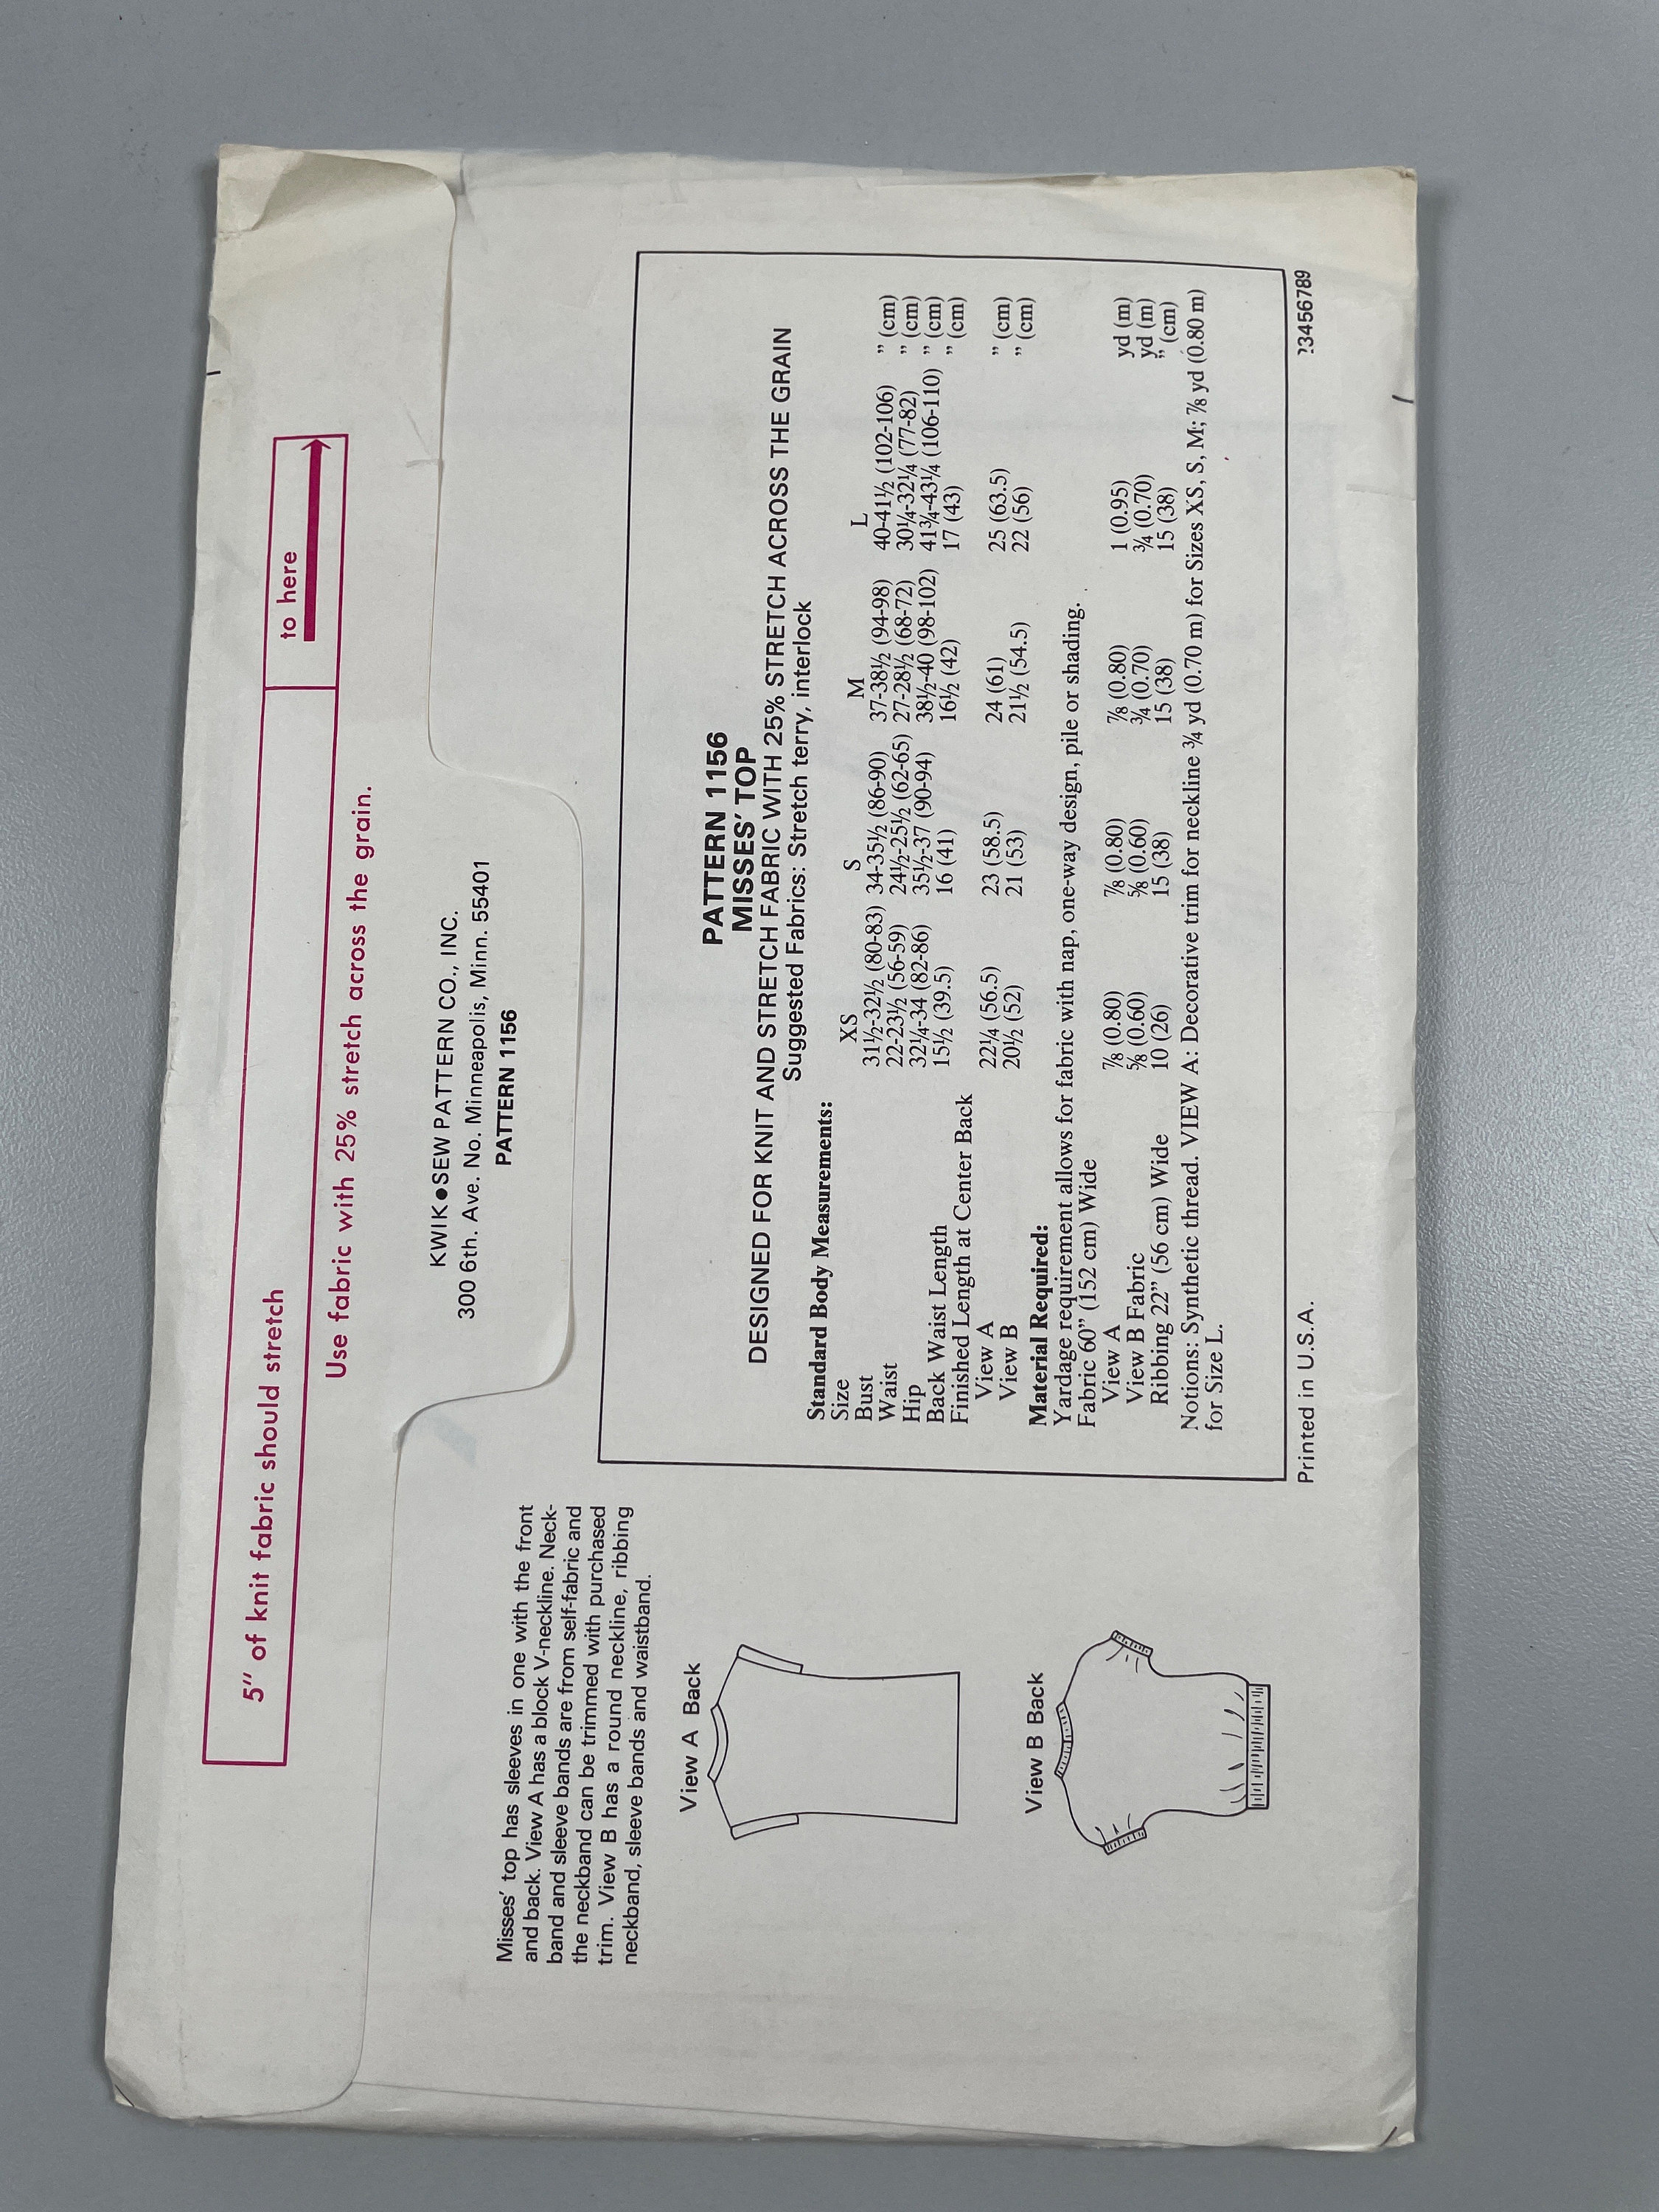 5” of knit fabric should stretch
to here
Use fabric with 25% stretch across the grain.
KWIK●SEW PATTERN CO., INC.
300 6th. Ave. No. Minneapolis, Minn. 55401
PATTERN 1156
Misses’ top has sleeves in one with the front
and back. View A has a block V-neckline. Neck-
band and sleeve bands are from self-fabric and
the neckband can be trimmed with purchased
trim. View B has a round neckline, ribbing
neckband, sleeve bands and waistband.
View A Back
View B Back
PATTERN 1156
MISSES’ TOP
DESIGNED FOR KNIT AND STRETCH FABRIC WITH 25% STRETCH ACROSS THE GRAIN
Suggested Fabrics: Stretch terry, interlock
Standard Body Measurements:
Size XS S M L
Bust 31½-32½ (80-83) 34-35½ (86-90) 37-38½ (94-98) 40-41½ (102-106) ” (cm)
Waist 22-23½ (56-59) 24½-25½ (62-65) 27-28½ (68-72) 30¼-32¼ (77-82) ” (cm)
Hip 32¼-34 (82-86) 35½-37 (90-94) 38½-40 (98-102) 41¾-43¼ (106-110) ” (cm)
Back Waist Length 15½ (39.5) 16 (41) 16½ (42) 17 (43) ” (cm)
Finished Length at Center Back
View A 22¼ (56.5) 23 (58.5) 24 (61) 25 (63.5) ” (cm)
View B 20½ (52) 21 (53) 21½ (54.5) 22 (56) ” (cm)
Material Required:
Yardage requirement allows for fabric with nap, one-way design, pile or shading.
Fabric 60” (152 cm) Wide
View A ⅞ (0.80) ⅞ (0.80) ⅞ (0.80) 1 (0.95) yd (m)
View B Fabric ⅝ (0.60) ⅝ (0.60) ¾ (0.70) ¾ (0.70) yd (m)
Ribbing 22” (56 cm) Wide 10 (26) 15 (38) 15 (38) 15 (38) ” (cm)
Notions: Synthetic thread. VIEW A: Decorative trim for neckline ¾ yd (0.70 m) for Sizes XS, S, M; ⅞ yd (0.80 m)
for Size L.
Printed in U.S.A.
23456789